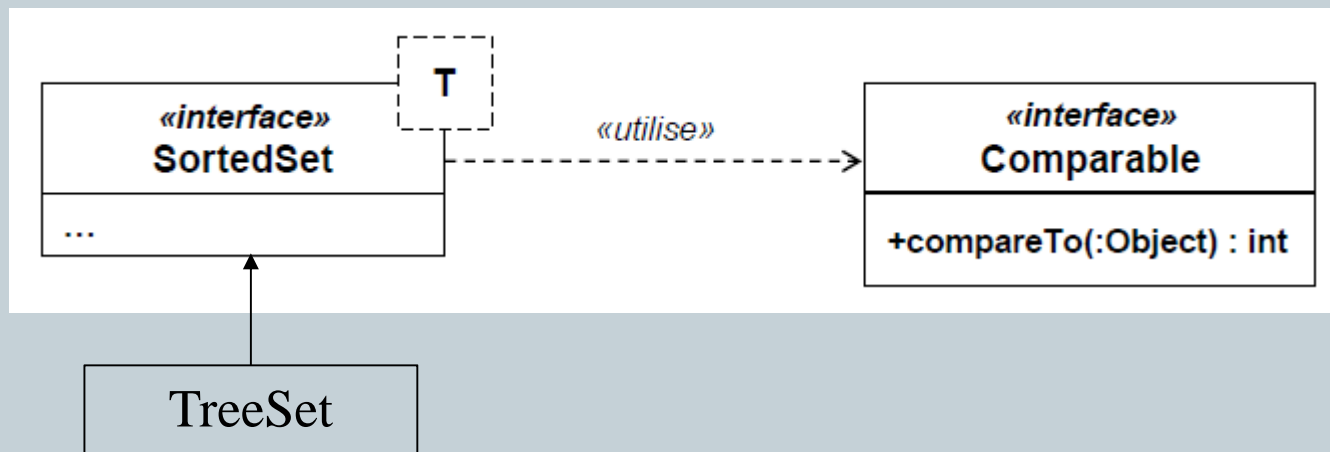 T
«interface»
SortedSet
...
«utilise»
«interface»
Comparable
+compareTo(:Object) : int
TreeSet